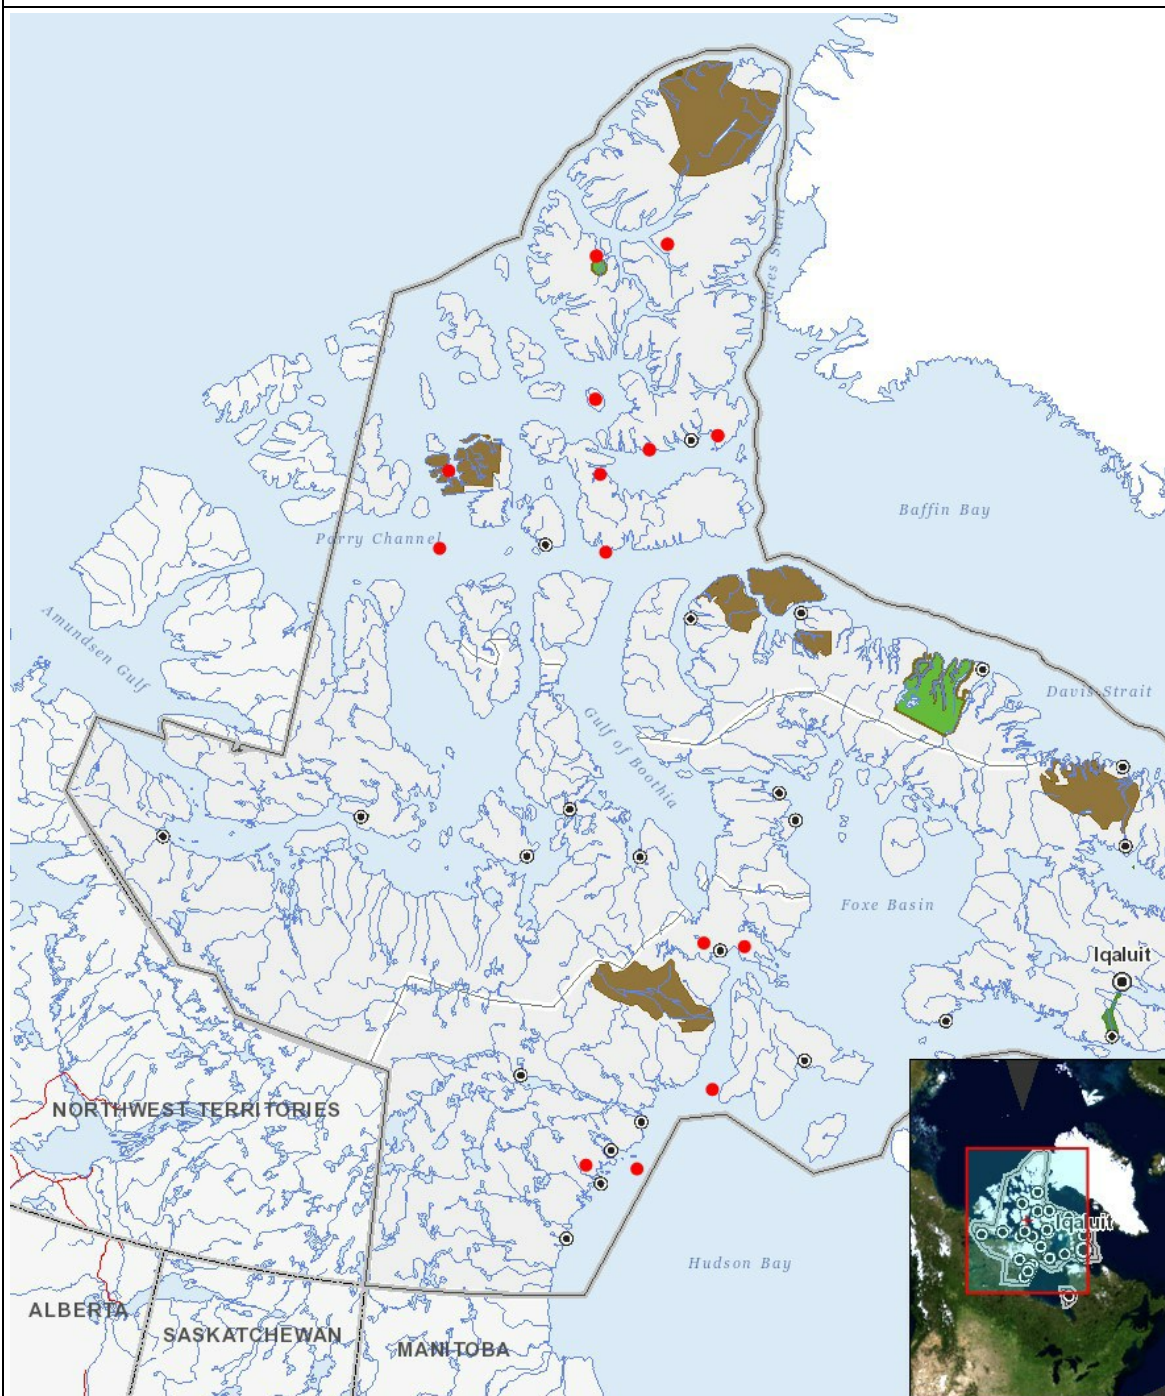 Nares Strait
Baffin Bay
Parry Channel
Amundsen Gulf
Davis Strait
Gulf of Boothia
Foxe Basin
Iqaluit
NORTHWEST TERRITORIES
Iqaluit
Hudson Bay
ALBERTA
SASKATCHEWAN
MANITOBA